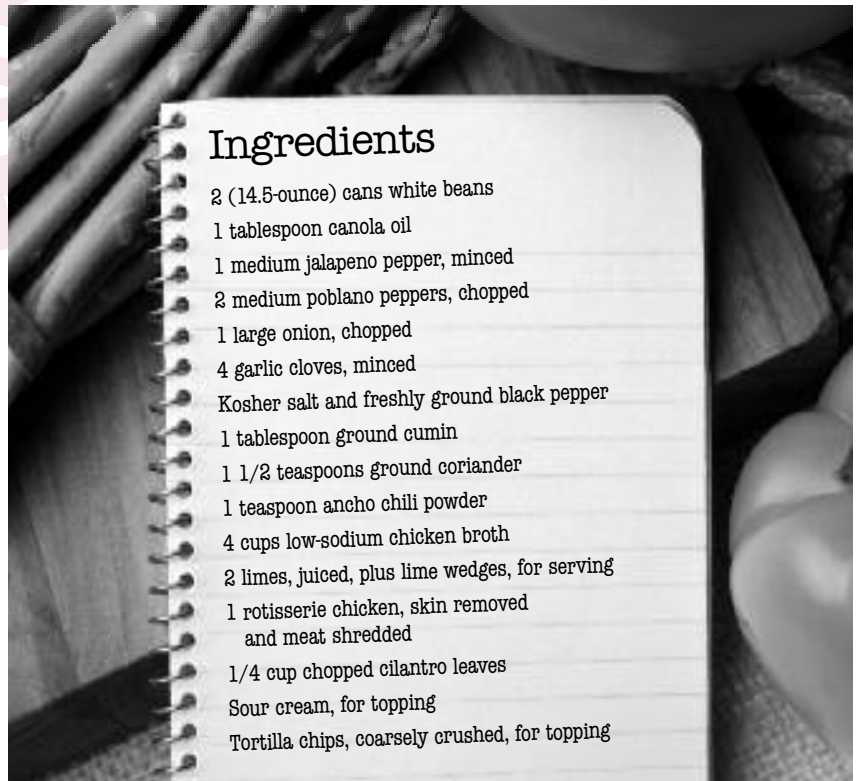 Ingredients
2 (14.5-ounce) cans white beans
1 tablespoon canola oil
1 medium jalapeno pepper, minced
2 medium poblano peppers, chopped
1 large onion, chopped
4 garlic cloves, minced
Kosher salt and freshly ground black pepper
1 tablespoon ground cumin
1 1/2 teaspoons ground coriander
1 teaspoon ancho chili powder
4 cups low-sodium chicken broth
2 limes, juiced, plus lime wedges, for serving
1 rotisserie chicken, skin removed
and meat shredded
1/4 cup chopped cilantro leaves
Sour cream, for topping
Tortilla chips, coarsely crushed, for topping